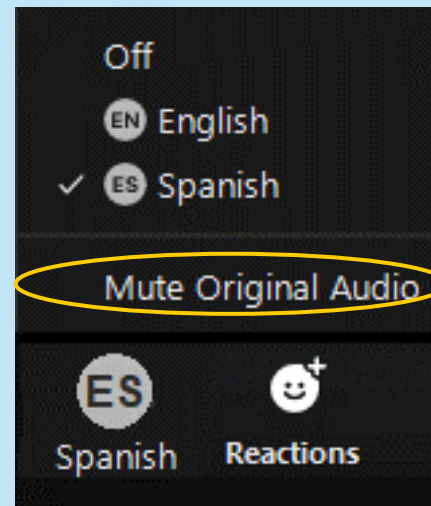 Off
EN English
ES Spanish
Mute Original Audio
ES
Spanish Reactions